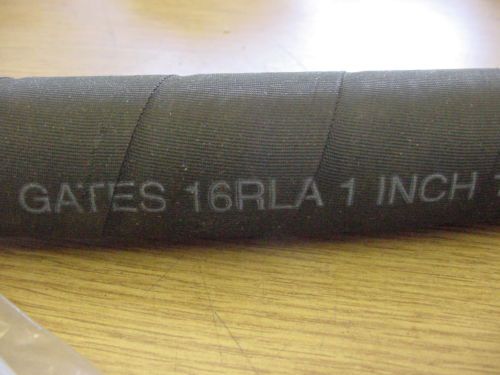 GATES 16RLA 1 INCH